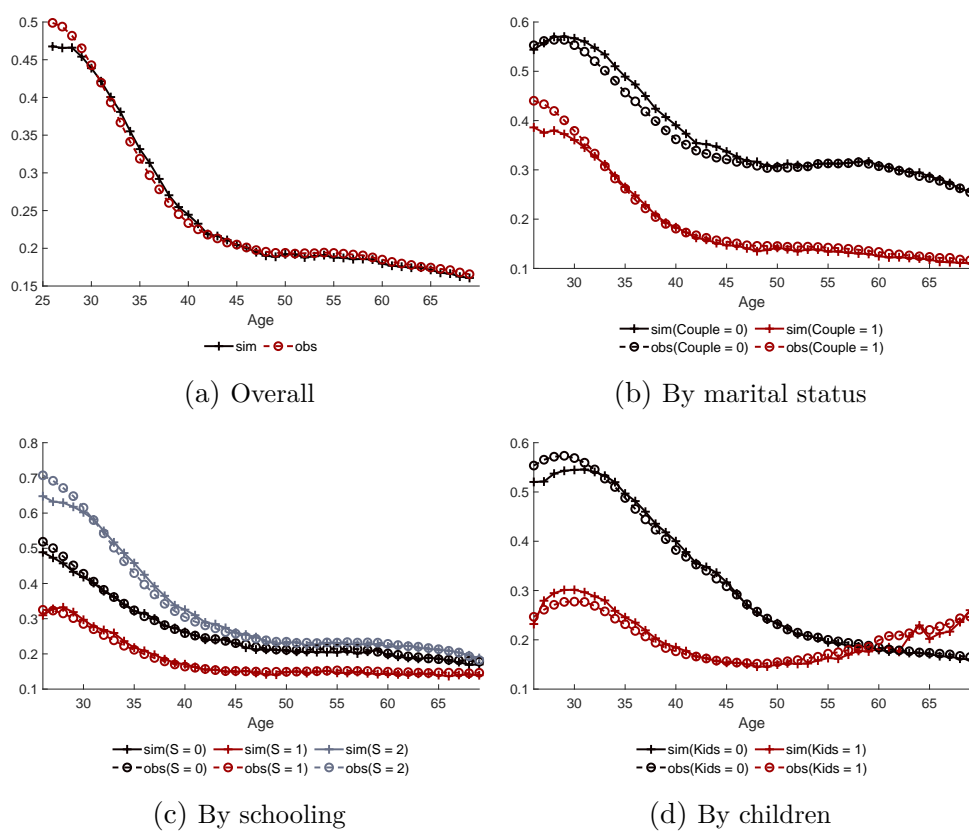 0.5
0.45
0.4
0.35
0.3
0.25
0.2
0.15
25 30 35 40 45 50 55 60 65
Age
sim obs
(a) Overall
0.6
0.5
0.4
0.3
0.2
0.1
30 35 40 45 50 55 60 65
Age
sim(Couple = 0) sim(Couple = 1)
obs(Couple = 0) obs(Couple = 1)
(b) By marital status
0.8
0.7
0.6
0.5
0.4
0.3
0.2
0.1
30 35 40 45 50 55 60 65
Age
sim(S = 0) sim(S = 1) sim(S = 2)
obs(S = 0) obs(S = 1) obs(S = 2)
(c) By schooling
0.6
0.5
0.4
0.3
0.2
0.1
30 35 40 45 50 55 60 65
Age
sim(Kids = 0) sim(Kids = 1)
obs(Kids = 0) obs(Kids = 1)
(d) By children